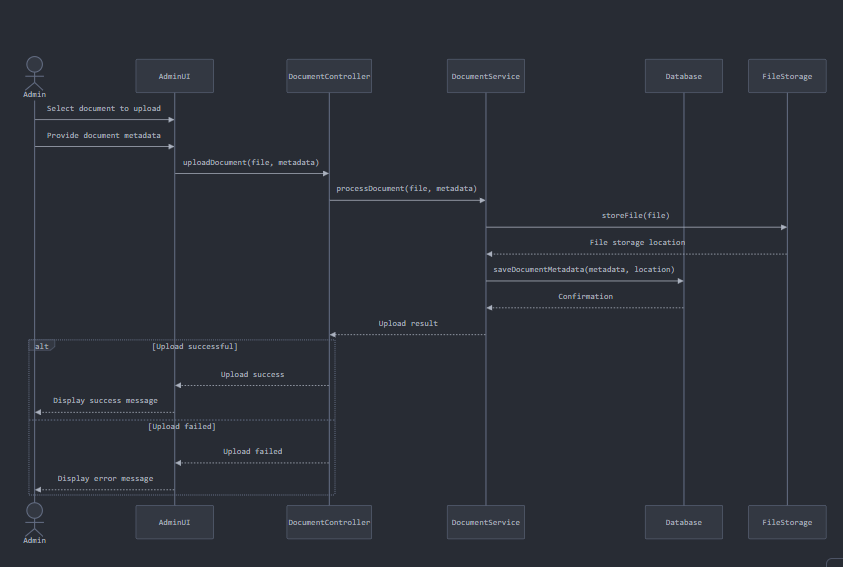 Admin
AdminUI
DocumentController
DocumentService
Database
FileStorage
Select document to upload
Provide document metadata
uploadDocument(file, metadata)
processDocument(file, metadata)
storeFile(file)
File storage location
saveDocumentMetadata(metadata, location)
Confirmation
Upload result
alt
[Upload successful]
Upload success
Display success message
[Upload failed]
Upload failed
Display error message
Admin
AdminUI
DocumentController
DocumentService
Database
FileStorage